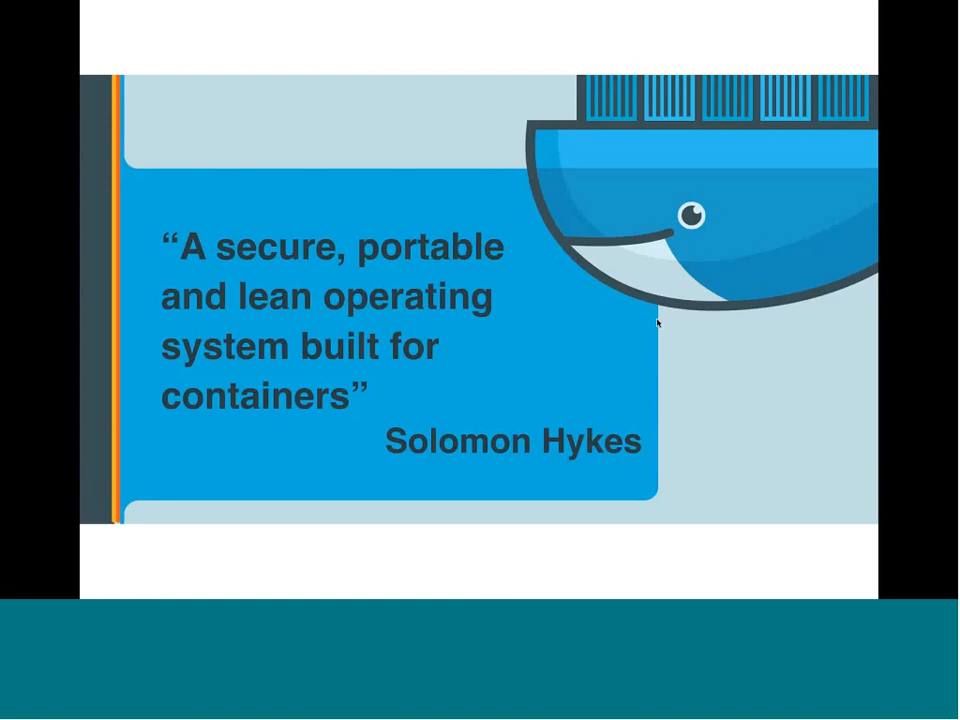 “A secure, portable
and lean operating
system built for
containers”
Solomon Hykes